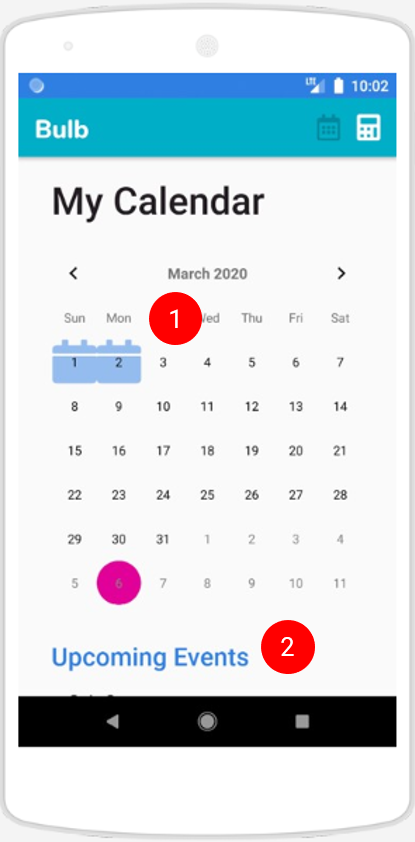 LTE 10:02
Bulb
My Calendar
March 2020
Sun Mon 1 Wed Thu Fri Sat
1 2 3 4 5 6 7
8 9 10 11 12 13 14
15 16 17 18 19 20 21
22 23 24 25 26 27 28
29 30 31 1 2 3 4
5 6 7 8 9 10 11
Upcoming Events 2